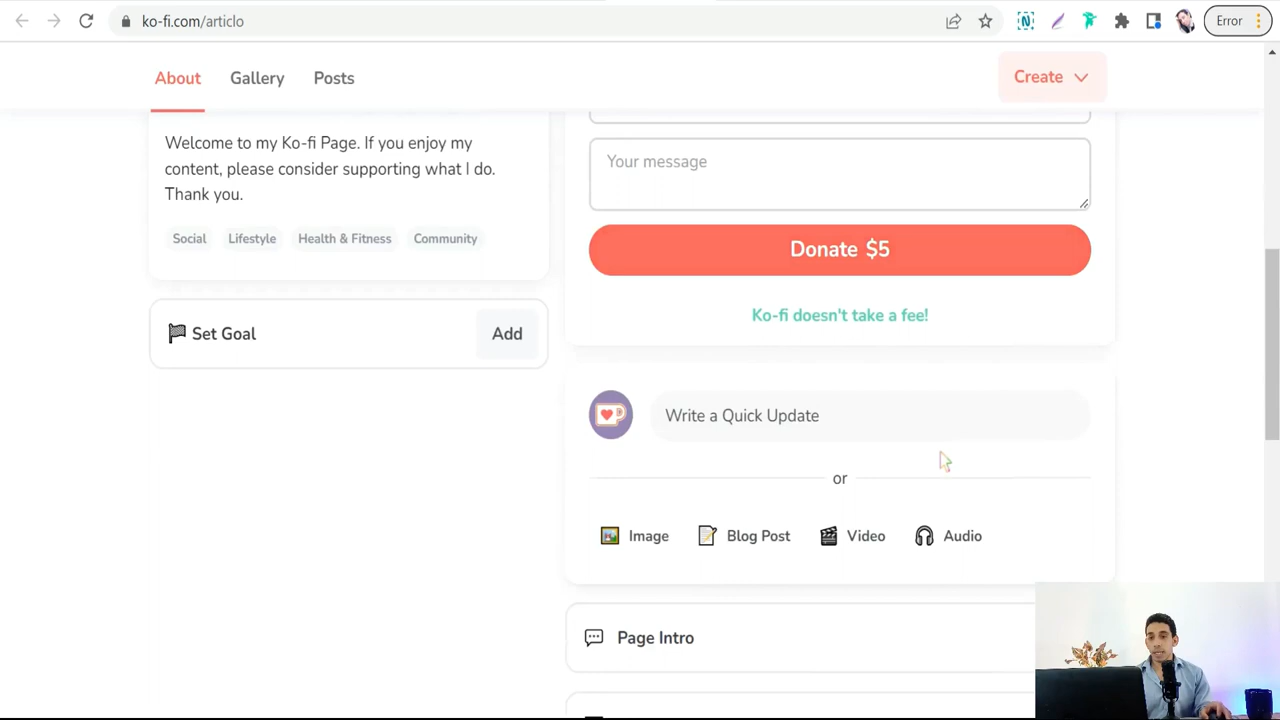 ko-fi.com/articlo
Error
About
Gallery
Posts
Create
Welcome to my Ko-fi Page. If you enjoy my
content, please consider supporting what I do.
Thank you.
Social
Lifestyle
Health & Fitness
Community
Set Goal
Add
Your message
Donate $5
Ko-fi doesn't take a fee!
Write a Quick Update
or
Image
Blog Post
Video
Audio
Page Intro